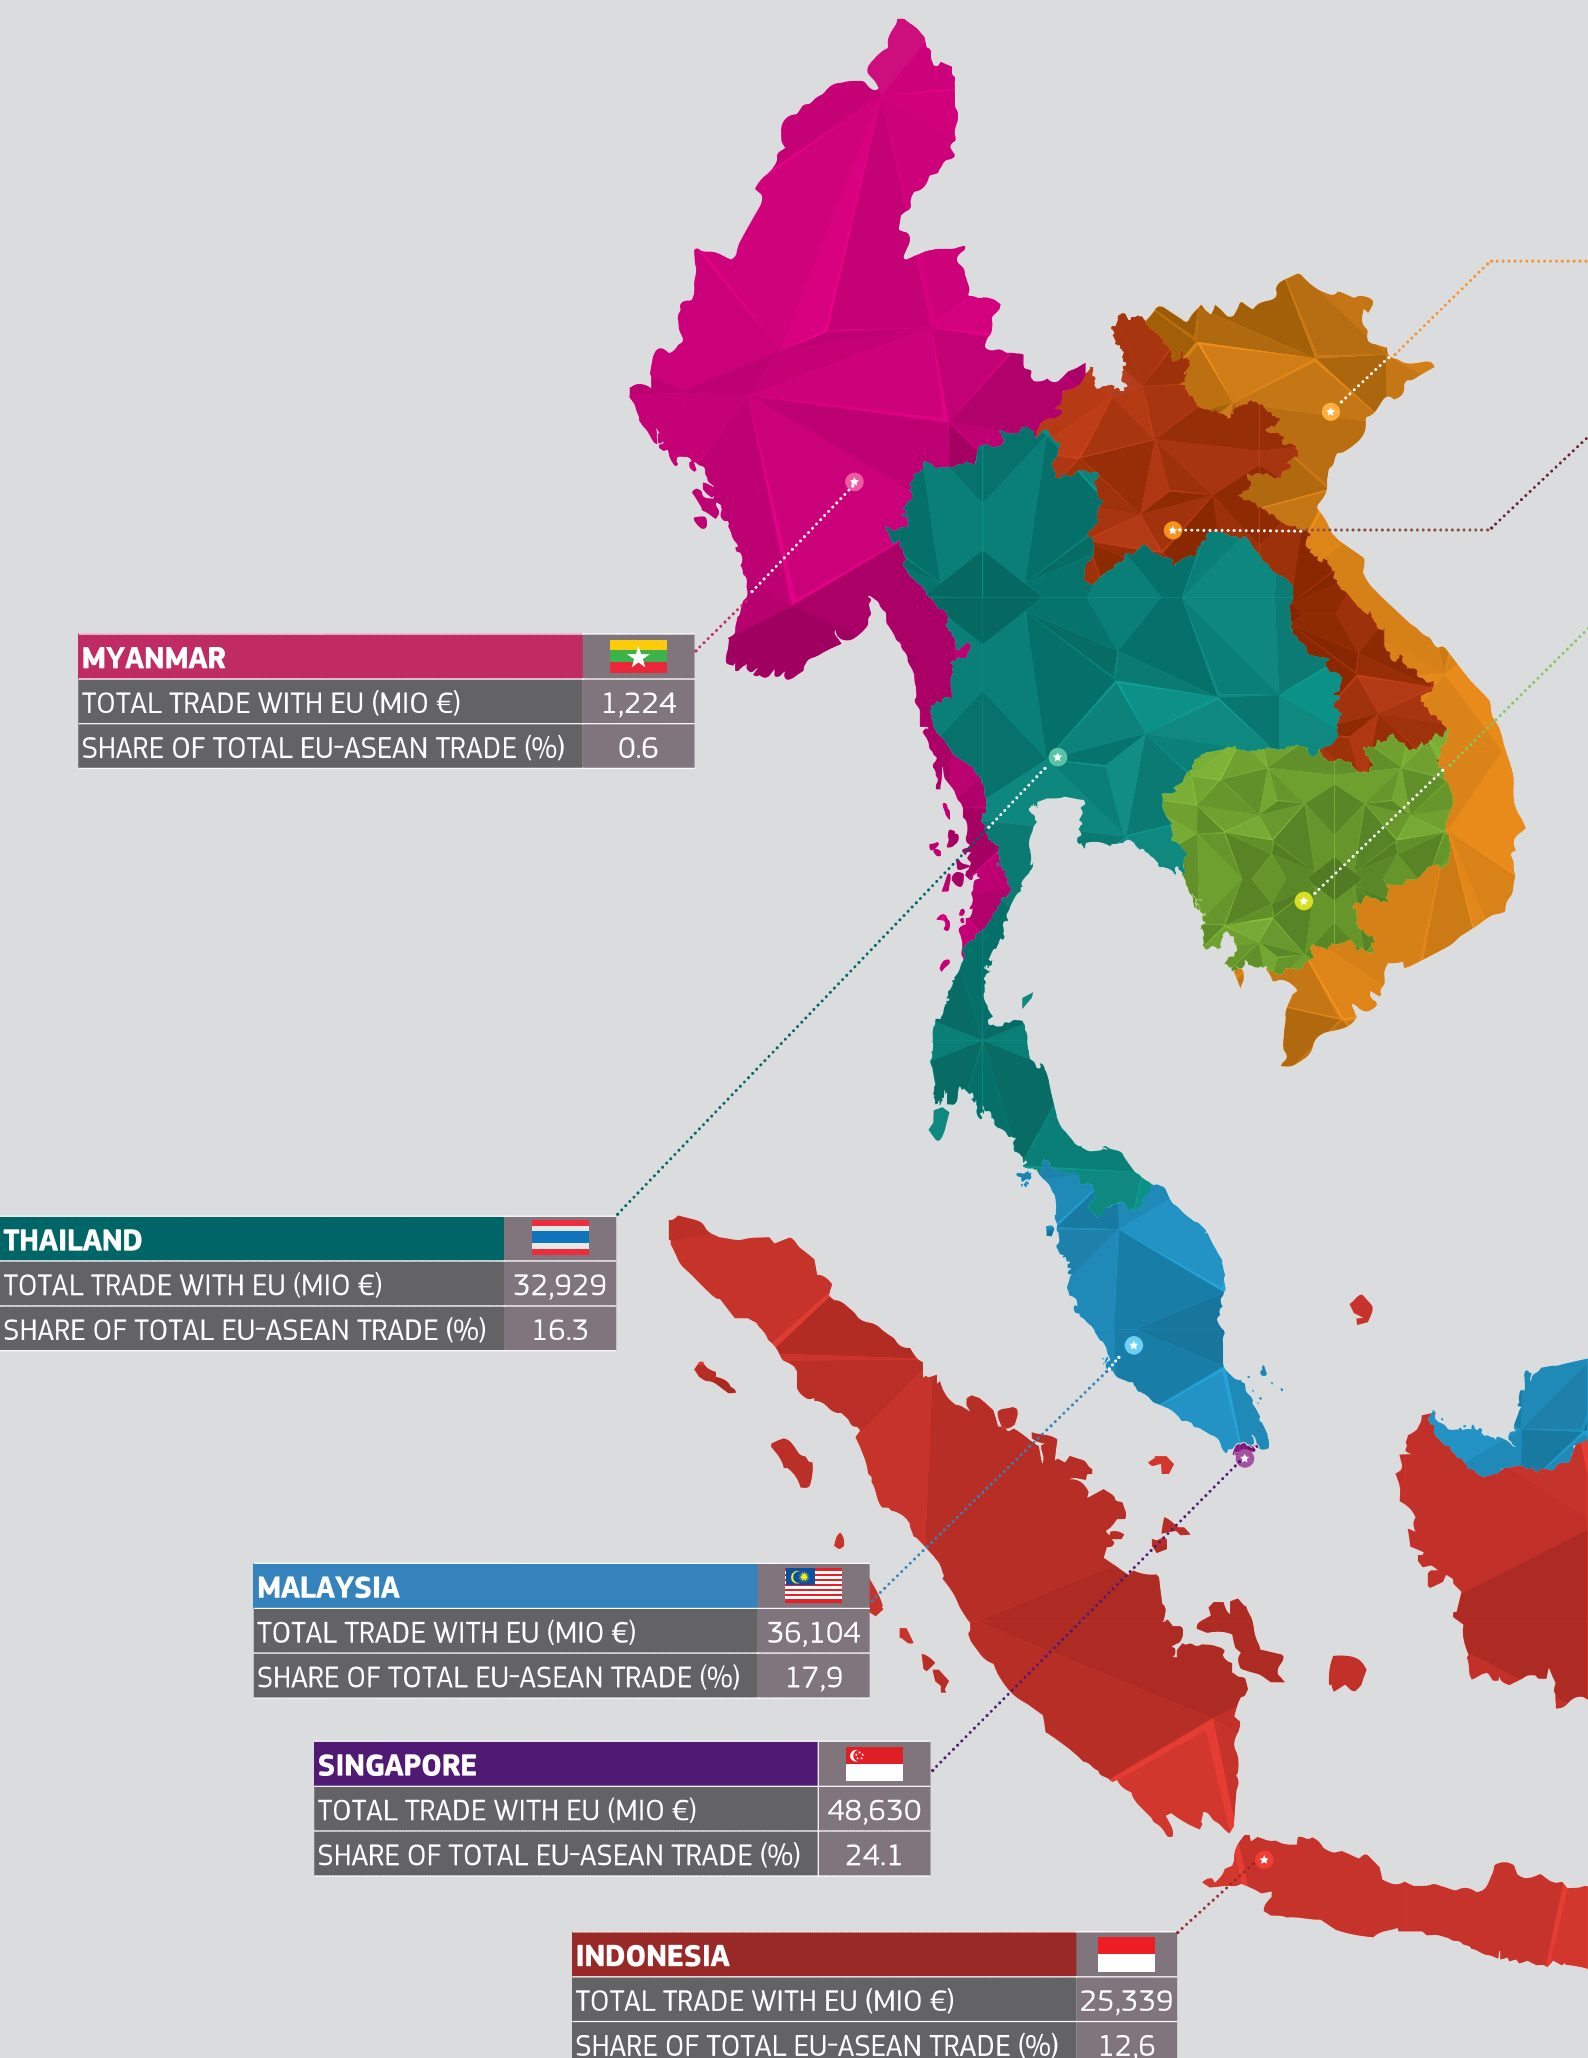 MYANMAR
TOTAL TRADE WITH EU (MIO €) 1,224
SHARE OF TOTAL EU-ASEAN TRADE (%) 0.6
THAILAND
TOTAL TRADE WITH EU (MIO €) 32,929
SHARE OF TOTAL EU-ASEAN TRADE (%) 16.3
MALAYSIA
TOTAL TRADE WITH EU (MIO €) 36,104
SHARE OF TOTAL EU-ASEAN TRADE (%) 17,9
SINGAPORE
TOTAL TRADE WITH EU (MIO €) 48,630
SHARE OF TOTAL EU-ASEAN TRADE (%) 24.1
INDONESIA
TOTAL TRADE WITH EU (MIO €) 25,339
SHARE OF TOTAL EU-ASEAN TRADE (%) 12,6